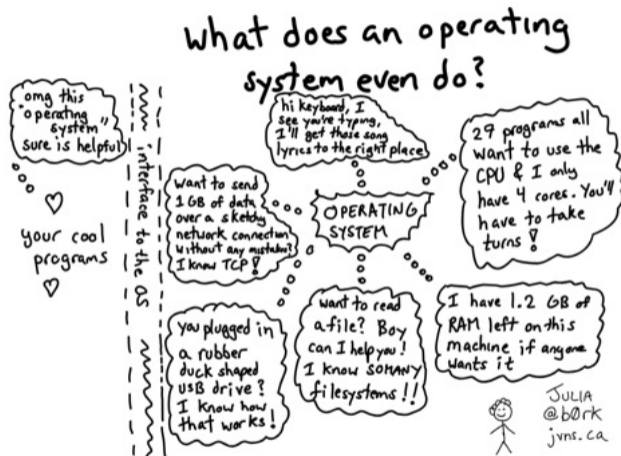 what does an operating
system even do?
omg this
"operating
system"
sure is helpful
your cool
programs
interface to the OS
hi keyboard, I
see you're typing,
I'll get those song
lyrics to the right place
want to send
1 GB of data
over a sketchy
network connection
without any mistakes?
I know TCP!
OPERATING
SYSTEM
29 programs all
want to use the
CPU & I only
have 4 cores. You'll
have to take
turns!
you plugged in
a rubber
duck shaped
USB drive?
I know how
that works!
want to read
a file? Boy
can I help you!
I know SO MANY
filesystems!!
I have 1.2 GB of
RAM left on this
machine if anyone
wants it
JULIA
@b0rk
jvns.ca